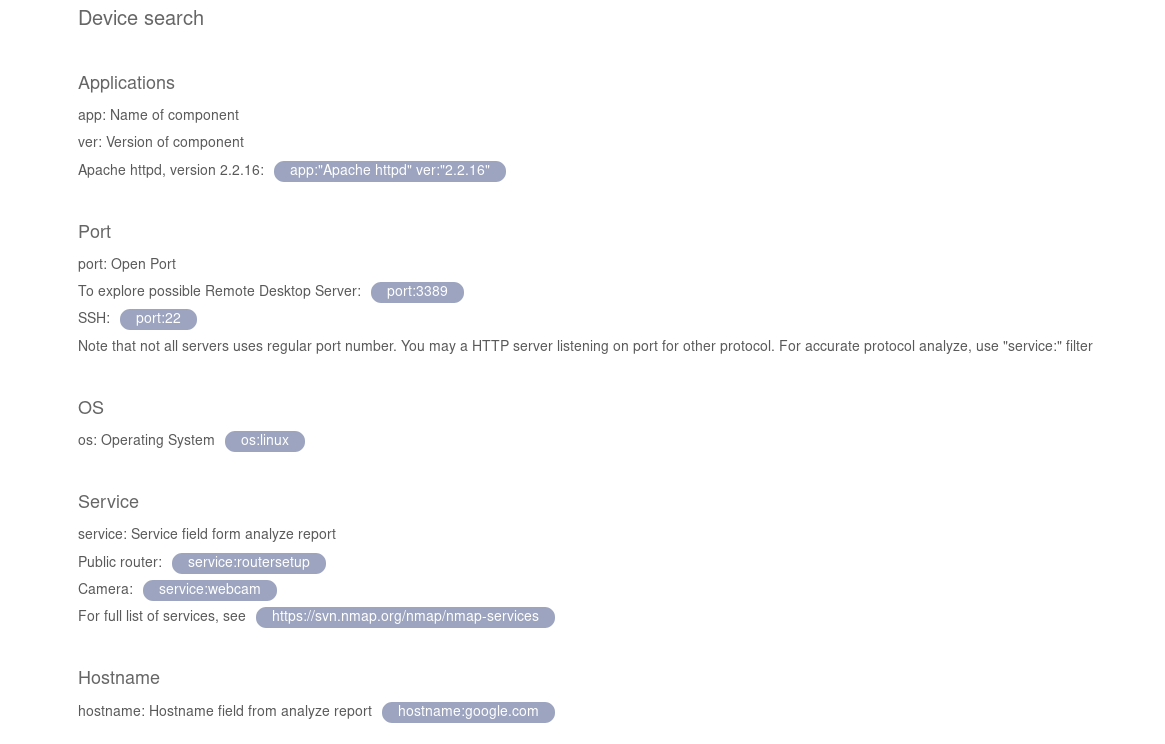 Device search
Applications
app: Name of component
ver: Version of component
Apache httpd, version 2.2.16: app:"Apache httpd" ver:"2.2.16"
Port
port: Open Port
To explore possible Remote Desktop Server: port:3389
SSH: port:22
Note that not all servers uses regular port number. You may a HTTP server listening on port for other protocol. For accurate protocol analyze, use "service:" filter
OS
os: Operating System os:linux
Service
service: Service field form analyze report
Public router: service:routersetup
Camera: service:webcam
For full list of services, see https://svn.nmap.org/nmap/nmap-services
Hostname
hostname: Hostname field from analyze report hostname:google.com